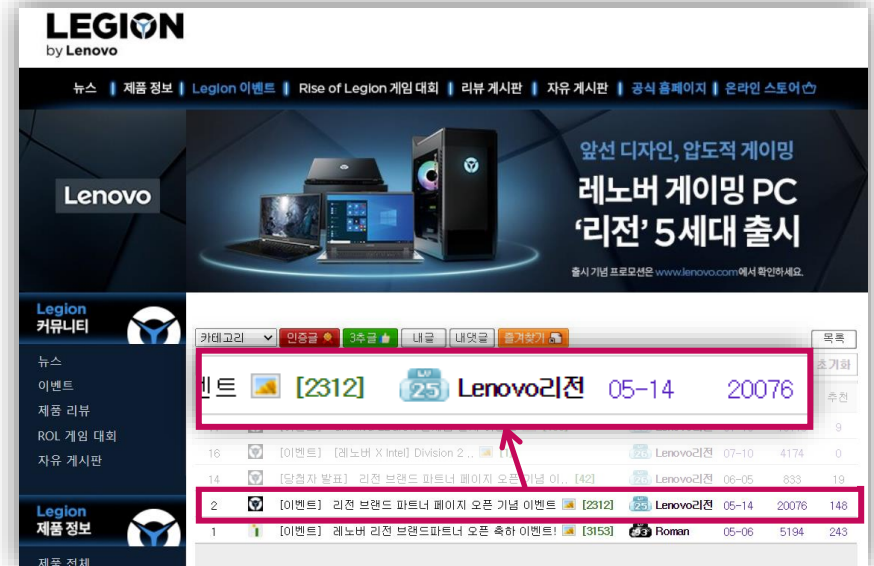 LEGION
by Lenovo
뉴스 | 제품 정보 | Legion 이벤트 | Rise of Legion 게임 대회 | 리뷰 게시판 | 자유 게시판 | 공식 홈페이지 | 온라인 스토어
Lenovo
앞선 디자인, 압도적 게이밍
레노버 게이밍 PC
‘리전’ 5세대 출시
출시 기념 프로모션은 www.lenovo.com에서 확인하세요.
Legion
커뮤니티
뉴스
이벤트
제품 리뷰
ROL 게임 대회
자유 게시판
Legion
제품 정보
제품 전체
카테고리 인증글 3추글 내글 내댓글 즐겨찾기 목록
초기화
추천
벤트 [2312] LV 25 Lenovo리전 05-14 20076
9
16 [이벤트] [레노버 X Intel] Division 2 .. Lenovo리전 07-10 4174 0
14 [당첨자 발표] 리전 브랜드 파트너 페이지 오픈 기념 이.. [42] Lenovo리전 06-05 833 19
2 [이벤트] 리전 브랜드 파트너 페이지 오픈 기념 이벤트 [2312] 25 Lenovo리전 05-14 20076 148
1 [이벤트] 레노버 리전 브랜드파트너 오픈 축하 이벤트! [3153] Roman 05-06 5194 243